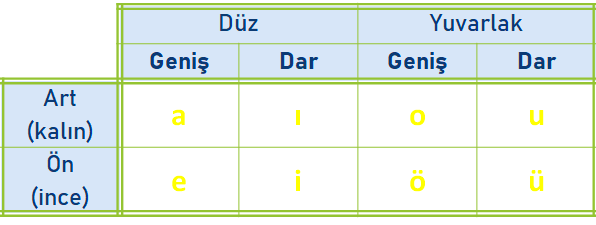 Düz Yuvarlak
Geniş Dar Geniş Dar
Art
(kalın)
a ı o u
Ön
(ince)
e i ö ü